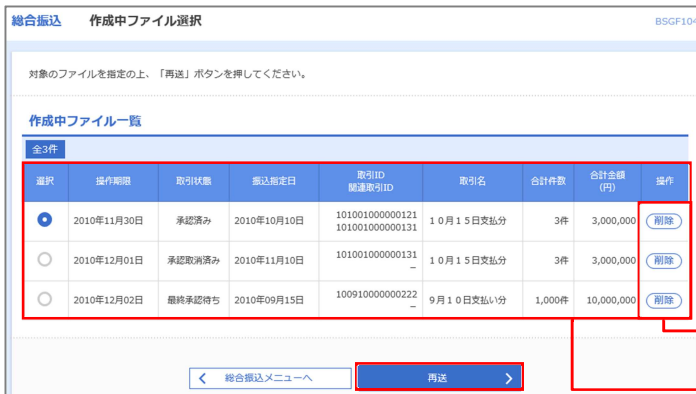 総合振込 作成中ファイル選択 BSGF104
対象のファイルを指定の上、「再送」ボタンを押してください。
作成中ファイル一覧
全3件
選択 操作期限 取引状態 振込指定日 取引ID 取引名 合計件数 合計金額 操作
関連取引ID (円)
2010年11月30日 承認済み 2010年10月10日 101001000000121 10月15日支払分 3件 3,000,000 削除
101001000000131
2010年12月01日 承認取消済み 2010年11月10日 101001000000131 10月15日支払分 3件 3,000,000 削除
–
2010年12月02日 最終承認待ち 2010年09月15日 100910000000222 9月10日支払い分 1,000件 10,000,000 削除
–
総合振込メニューへ 再送